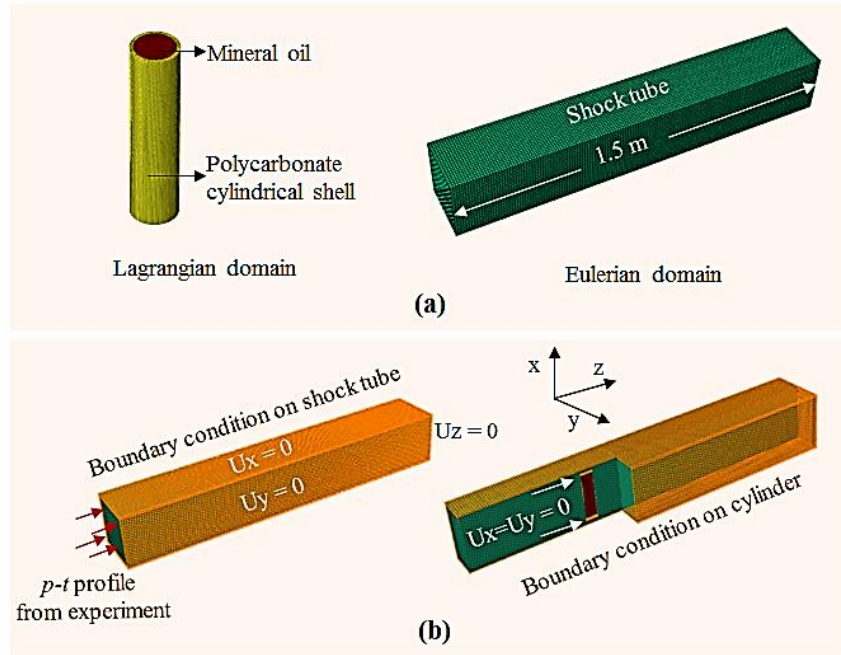 Mineral oil
Polycarbonate
cylindrical shell
Lagrangian domain
Shock tube
1.5 m
Eulerian domain
(a)
Boundary condition on shock tube
Ux = 0
Uy = 0
Uz = 0
p-t profile
from experiment
x
z
y
Ux=Uy = 0
Boundary condition on cylinder
(b)